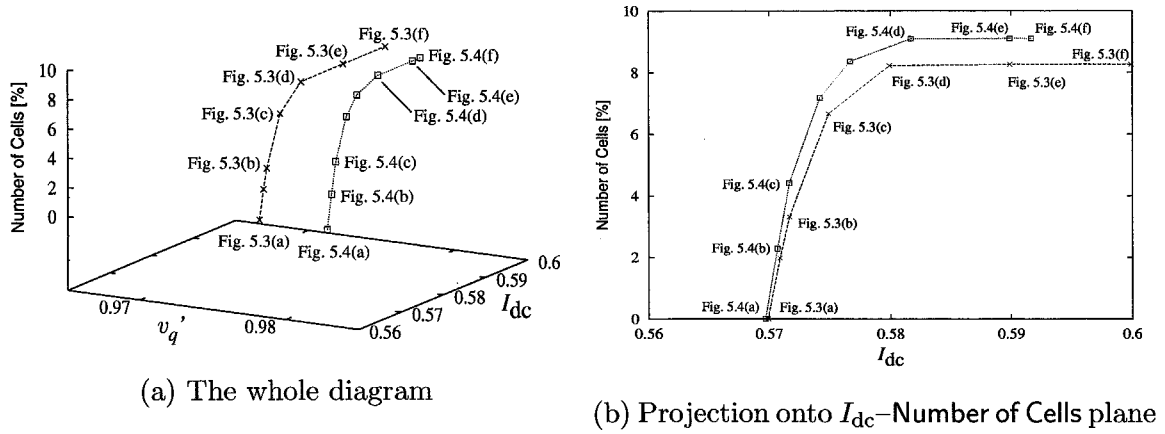 Fig. 5.3(f)
Fig. 5.3(e)
Fig. 5.3(d)
Fig. 5.3(c)
Fig. 5.3(b)
Fig. 5.3(a)
Fig. 5.4(f)
Fig. 5.4(e)
Fig. 5.4(d)
Fig. 5.4(c)
Fig. 5.4(b)
Fig. 5.4(a)
Number of Cells [%]
10
8
6
4
2
0
0.97
0.98
v_q'
0.56
0.57
0.58
0.59
0.6
I_dc
(a) The whole diagram
Number of Cells [%]
10
8
6
4
2
0
Fig. 5.4(d)
Fig. 5.4(e)
Fig. 5.4(f)
Fig. 5.3(f)
Fig. 5.3(d)
Fig. 5.3(e)
Fig. 5.3(c)
Fig. 5.4(c)
Fig. 5.3(b)
Fig. 5.4(b)
Fig. 5.4(a)
Fig. 5.3(a)
0.56
0.57
0.58
0.59
0.6
I_dc
(b) Projection onto I_dc–Number of Cells plane